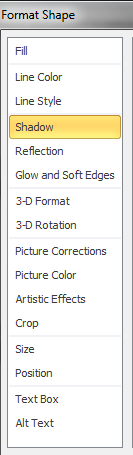 Format Shape
Fill
Line Color
Line Style
Shadow
Reflection
Glow and Soft Edges
3-D Format
3-D Rotation
Picture Corrections
Picture Color
Artistic Effects
Crop
Size
Position
Text Box
Alt Text